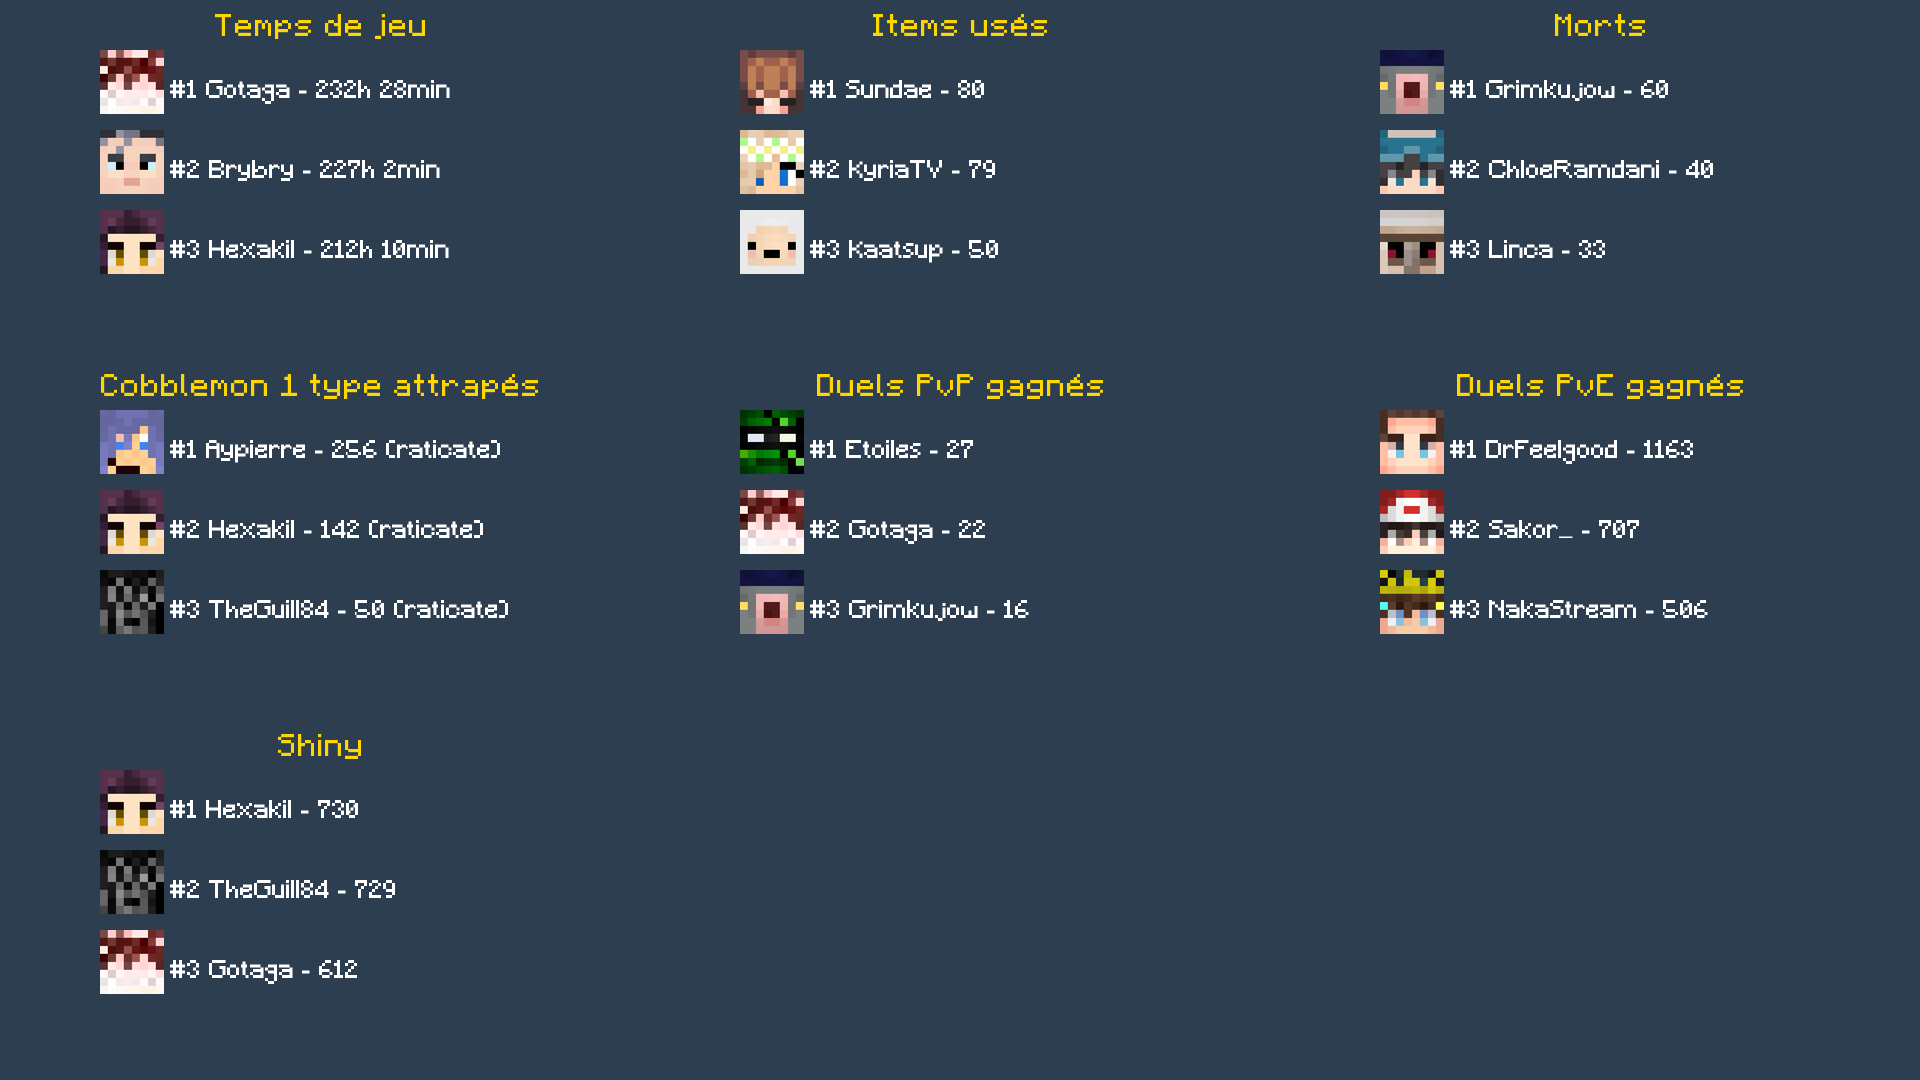 Temps de jeu
#1 Gotaga - 232h 28min
#2 Brybry - 227h 2min
#3 Hexakil - 212h 10min
Items usés
#1 Sundae - 80
#2 KyriaTV - 79
#3 Kaatsup - 50
Morts
#1 Grimkujow - 60
#2 ChloeRamdani - 40
#3 Linca - 33
Cobblemon 1 type attrapés
#1 Aypierre - 256 (raticate)
#2 Hexakil - 142 (raticate)
#3 TheGuill84 - 50 (raticate)
Duels PvP gagnés
#1 Etoiles - 27
#2 Gotaga - 22
#3 Grimkujow - 16
Duels PvE gagnés
#1 DrFeelgood - 1163
#2 Sakor_ - 707
#3 NakaStream - 506
Shiny
#1 Hexakil - 730
#2 TheGuill84 - 729
#3 Gotaga - 612